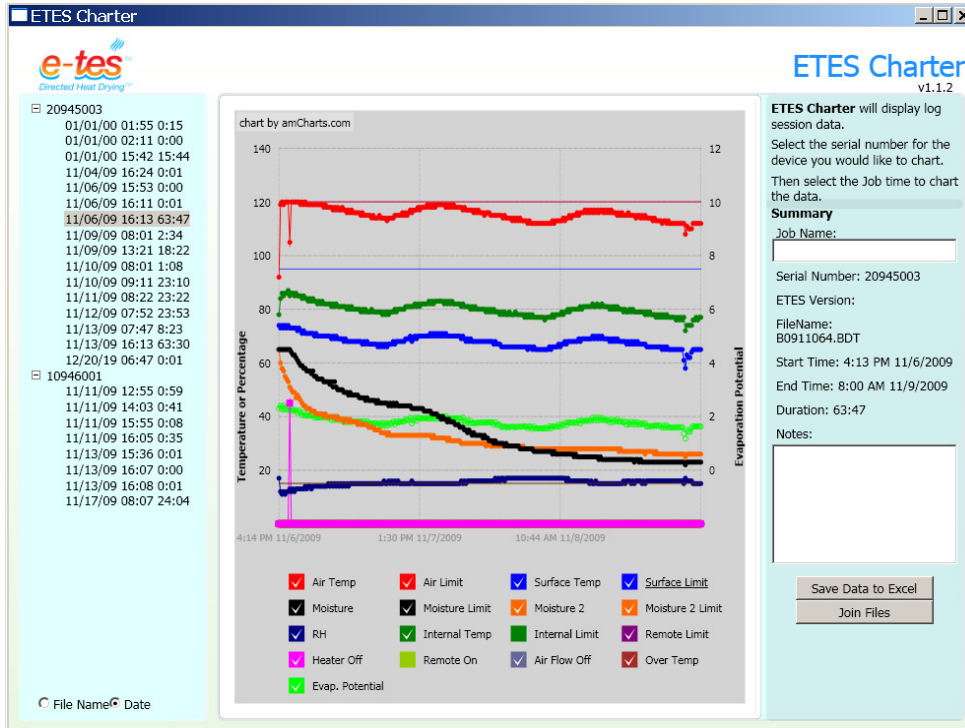 ETES Charter
e-tes
Directed Heat Drying™
ETES Charter
v1.1.2
20945003
01/01/00 01:55 0:15
01/01/00 02:11 0:00
01/01/00 15:42 15:44
11/04/09 16:24 0:01
11/06/09 15:53 0:00
11/06/09 16:11 0:01
11/06/09 16:13 63:47
11/09/09 08:01 2:34
11/09/09 13:21 18:22
11/10/09 08:01 1:08
11/10/09 09:11 23:10
11/11/09 08:22 23:22
11/12/09 07:52 23:53
11/13/09 07:47 8:23
11/13/09 16:13 63:30
12/20/19 06:47 0:01
10946001
11/11/09 12:55 0:59
11/11/09 14:03 0:41
11/11/09 15:55 0:08
11/11/09 16:05 0:35
11/13/09 15:36 0:01
11/13/09 16:07 0:00
11/13/09 16:08 0:01
11/17/09 08:07 24:04
File Name Date
chart by amCharts.com
Temperature or Percentage
140
120
100
80
60
40
20
Evaporation Potential
12
10
8
6
4
2
0
4:14 PM 11/6/2009 1:30 PM 11/7/2009 10:44 AM 11/8/2009
Air Temp Air Limit Surface Temp Surface Limit
Moisture Moisture Limit Moisture 2 Moisture 2 Limit
RH Internal Temp Internal Limit Remote Limit
Heater Off Remote On Air Flow Off Over Temp
Evap. Potential
ETES Charter will display log
session data.
Select the serial number for the
device you would like to chart.
Then select the Job time to chart
the data.
Summary
Job Name:
Serial Number: 20945003
ETES Version:
FileName:
B0911064.BDT
Start Time: 4:13 PM 11/6/2009
End Time: 8:00 AM 11/9/2009
Duration: 63:47
Notes:
Save Data to Excel
Join Files